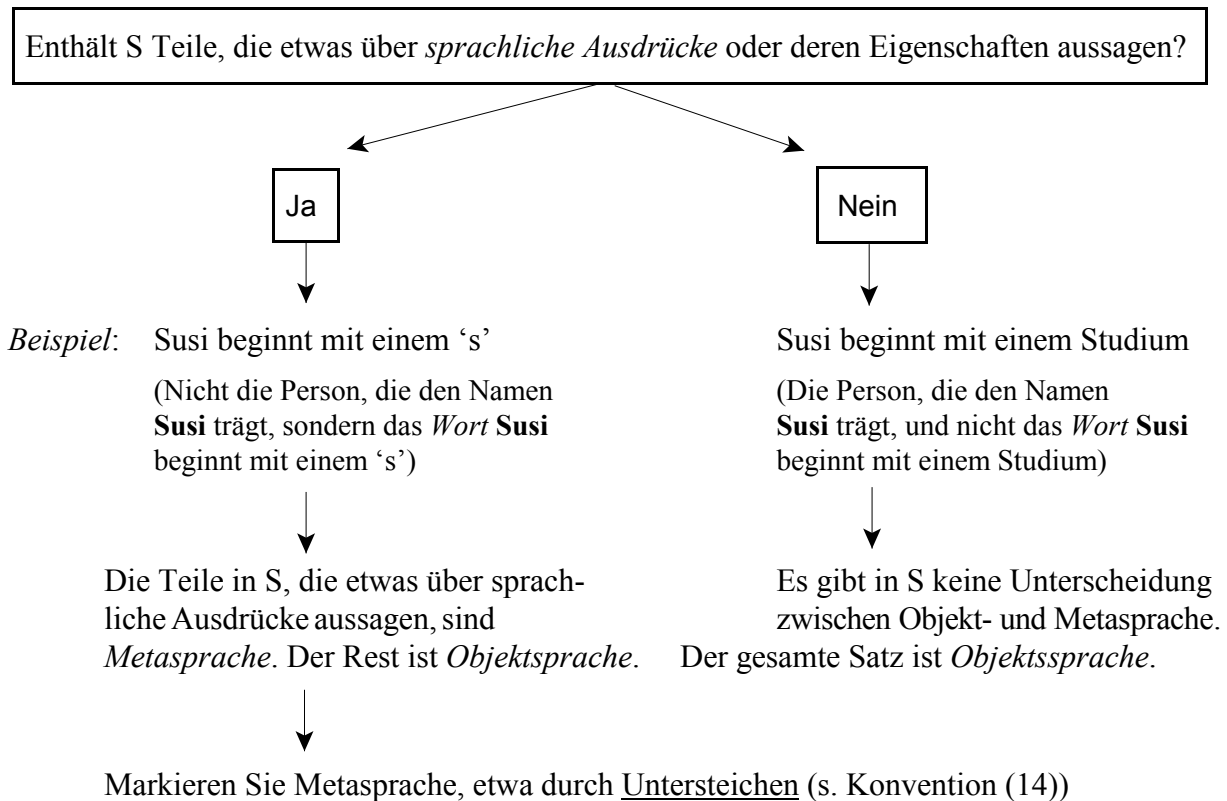 Enthält S Teile, die etwas über sprachliche Ausdrücke oder deren Eigenschaften aussagen?
Ja
Nein
Beispiel: Susi beginnt mit einem ‘s’
(Nicht die Person, die den Namen
Susi trägt, sondern das Wort Susi
beginnt mit einem ‘s’)
Susi beginnt mit einem Studium
(Die Person, die den Namen
Susi trägt, und nicht das Wort Susi
beginnt mit einem Studium)
Die Teile in S, die etwas über sprach-
liche Ausdrücke aussagen, sind
Metasprache. Der Rest ist Objektsprache.
Es gibt in S keine Unterscheidung
zwischen Objekt- und Metasprache.
Der gesamte Satz ist Objektssprache.
Markieren Sie Metasprache, etwa durch Untersteichen (s. Konvention (14))